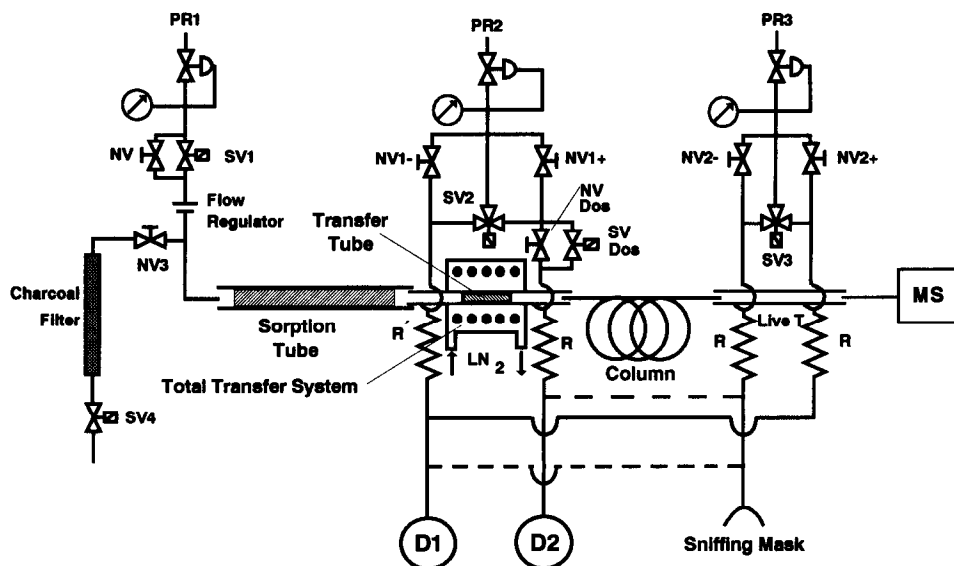 PR1
PR2
PR3
NV
SV1
NV1-
NV1+
NV2-
NV2+
Flow
Regulator
SV2
NV
Dos
SV
Dos
Transfer
Tube
NV3
SV3
Charcoal
Filter
MS
Sorption
Tube
R´
LN2
R
Column
R
Live T
R
Total Transfer System
SV4
D1
D2
Sniffing Mask